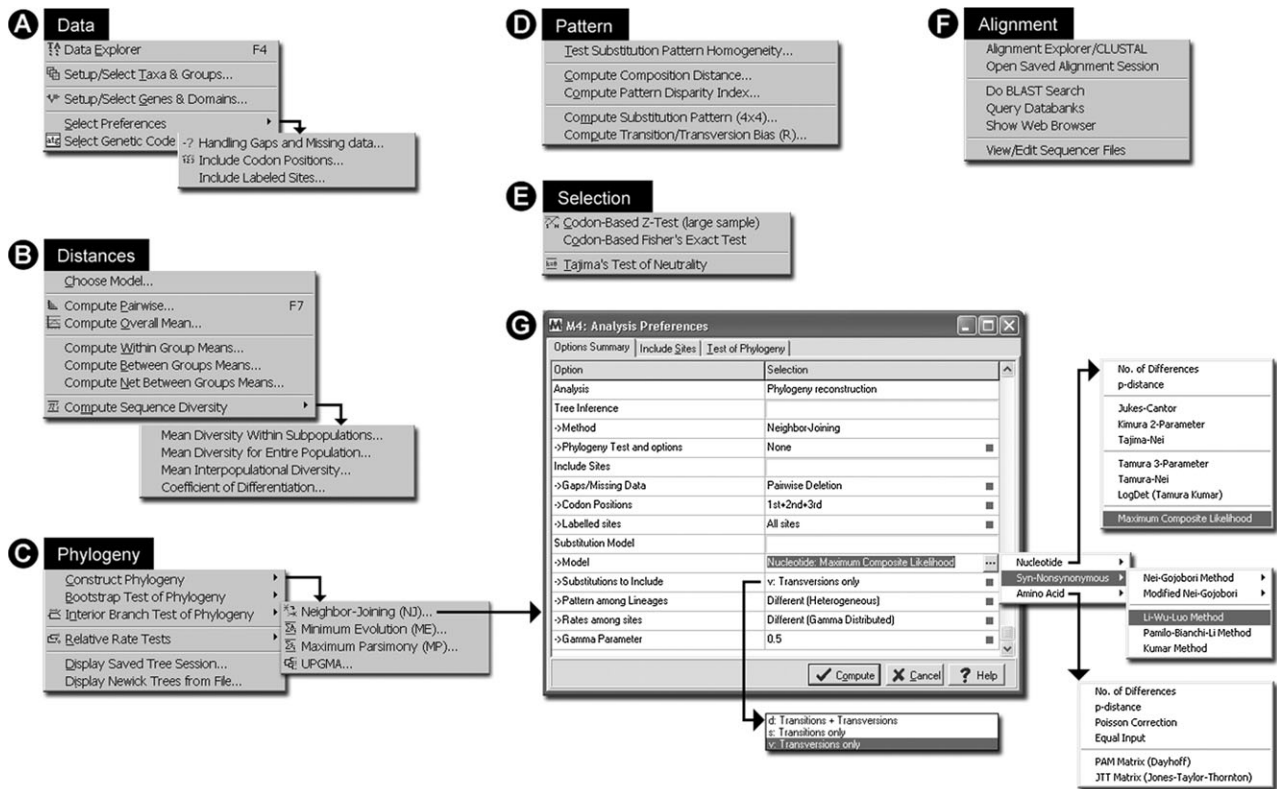 A Data
Data Explorer F4
Setup/Select Taxa & Groups...
Setup/Select Genes & Domains...
Select Preferences
Select Genetic Code
-? Handling Gaps and Missing data...
Include Codon Positions...
Include Labeled Sites...
B Distances
Choose Model...
Compute Pairwise... F7
Compute Overall Mean...
Compute Within Group Means...
Compute Between Groups Means...
Compute Net Between Groups Means...
Compute Sequence Diversity
Mean Diversity Within Subpopulations...
Mean Diversity for Entire Population...
Mean Interpopulational Diversity...
Coefficient of Differentiation...
C Phylogeny
Construct Phylogeny
Bootstrap Test of Phylogeny
Interior Branch Test of Phylogeny
Relative Rate Tests
Display Saved Tree Session...
Display Newick Trees from File...
Neighbor-Joining (NJ)...
Minimum Evolution (ME)...
Maximum Parsimony (MP)...
UPGMA...
D Pattern
Test Substitution Pattern Homogeneity...
Compute Composition Distance...
Compute Pattern Disparity Index...
Compute Substitution Pattern (4x4)...
Compute Transition/Transversion Bias (R)...
E Selection
Codon-Based Z-Test (large sample)
Codon-Based Fisher's Exact Test
Tajima's Test of Neutrality
F Alignment
Alignment Explorer/CLUSTAL
Open Saved Alignment Session
Do BLAST Search
Query Databanks
Show Web Browser
View/Edit Sequencer Files
G M4: Analysis Preferences
Options Summary Include Sites Test of Phylogeny
Option Selection
Analysis Phylogeny reconstruction
Tree Inference
->Method Neighbor-Joining
->Phylogeny Test and options None
Include Sites
->Gaps/Missing Data Pairwise Deletion
->Codon Positions 1st+2nd+3rd
->Labelled sites All sites
Substitution Model
->Model Nucleotide: Maximum Composite Likelihood ...
->Substitutions to Include v: Transversions only
->Pattern among Lineages Different (Heterogeneous)
->Rates among sites Different (Gamma Distributed)
->Gamma Parameter 0.5
Compute Cancel ? Help
d: Transitions + Transversions
s: Transitions only
v: Transversions only
Nucleotide
Syn-Nonsynonymous
Amino Acid
No. of Differences
p-distance
Jukes-Cantor
Kimura 2-Parameter
Tajima-Nei
Tamura 3-Parameter
Tamura-Nei
LogDet (Tamura Kumar)
Maximum Composite Likelihood
Nei-Gojobori Method
Modified Nei-Gojobori
Li-Wu-Luo Method
Pamilo-Bianchi-Li Method
Kumar Method
No. of Differences
p-distance
Poisson Correction
Equal Input
PAM Matrix (Dayhoff)
JTT Matrix (Jones-Taylor-Thornton)